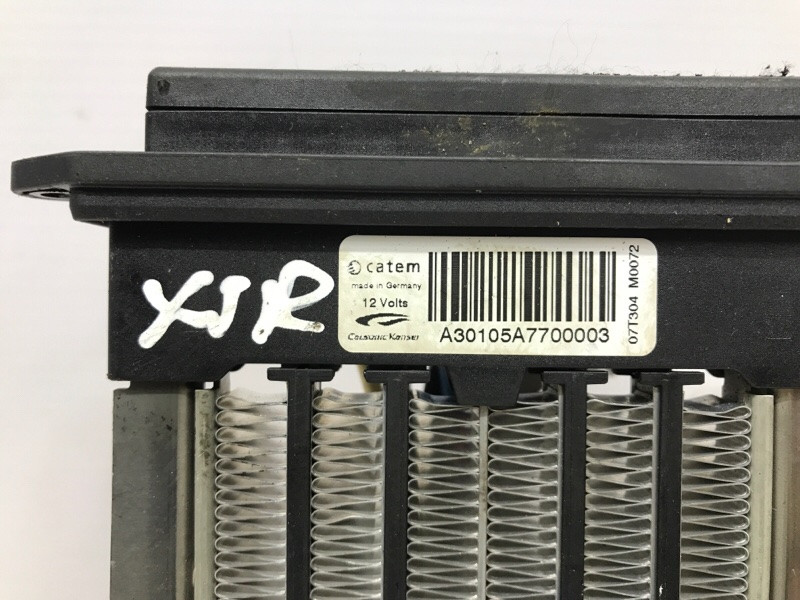 XJR
catem
made in Germany
12 Volts
Calsonic Kansei
A30105A7700003
07T304 M0072